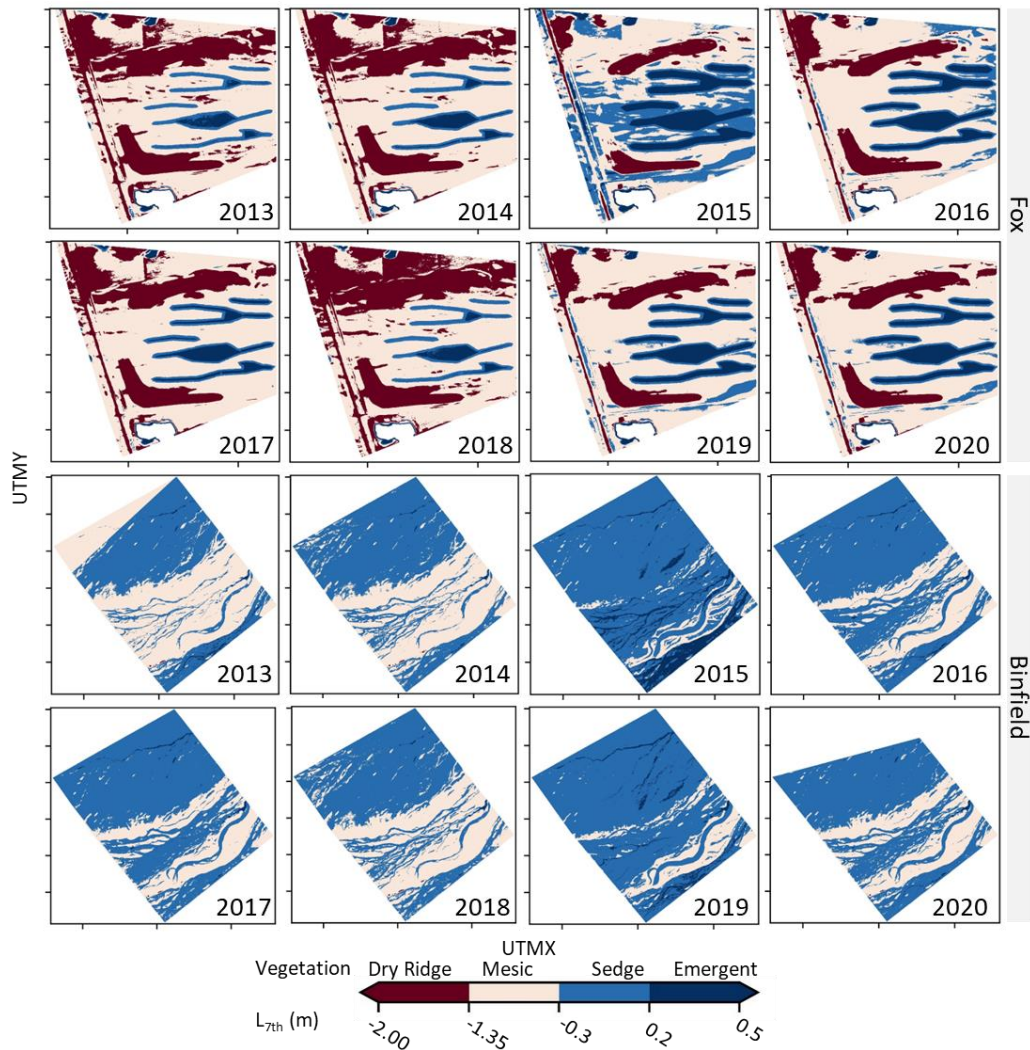 2013
2014
2015
2016
Fox
2017
2018
2019
2020
UTMY
2013
2014
2015
2016
Binfield
2017
2018
2019
2020
UTMX
Vegetation Dry Ridge Mesic Sedge Emergent
L7th (m) -2.00 -1.35 -0.3 0.2 0.5